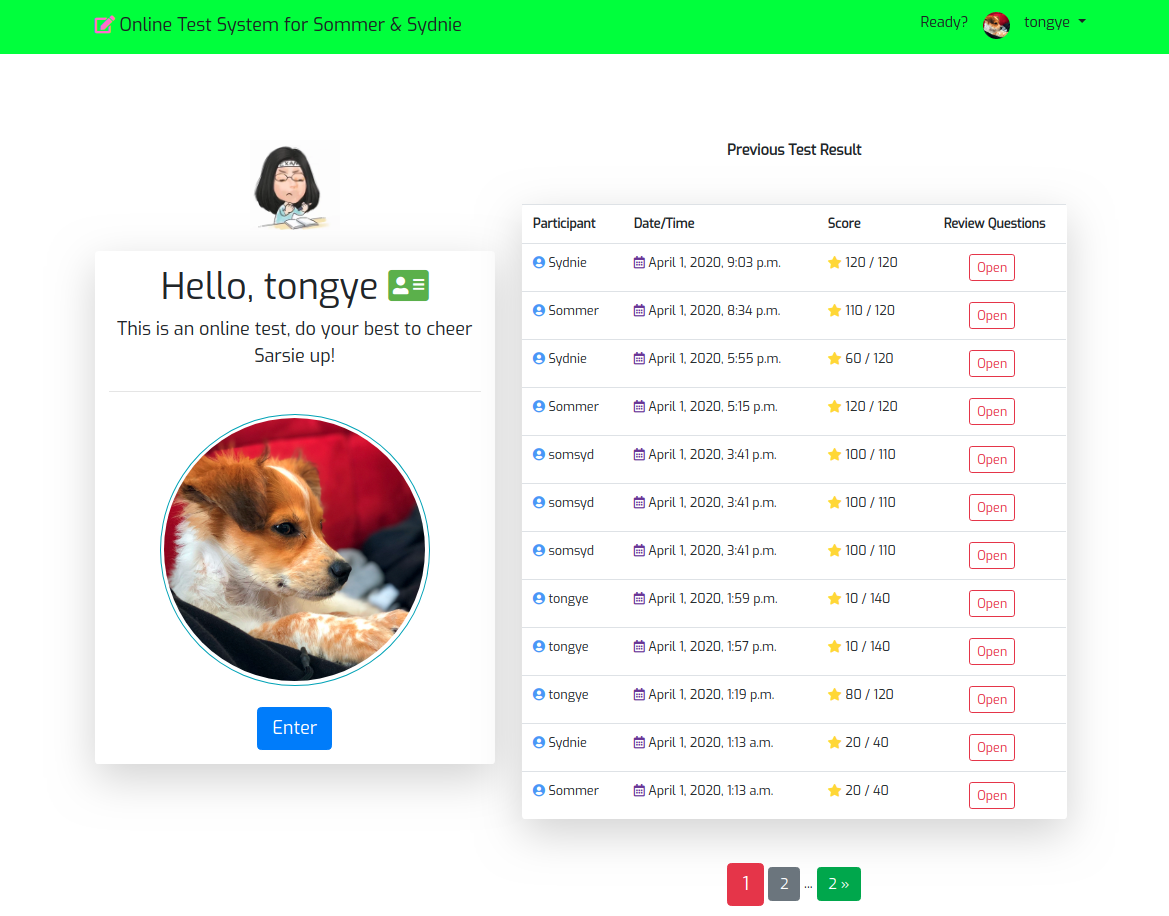 Online Test System for Sommer & Sydnie
Ready?
tongye
Hello, tongye
This is an online test, do your best to cheer
Sarsie up!
Enter
Previous Test Result
Participant Date/Time Score Review Questions
Sydnie April 1, 2020, 9:03 p.m. 120 / 120 Open
Sommer April 1, 2020, 8:34 p.m. 110 / 120 Open
Sydnie April 1, 2020, 5:55 p.m. 60 / 120 Open
Sommer April 1, 2020, 5:15 p.m. 120 / 120 Open
somsyd April 1, 2020, 3:41 p.m. 100 / 110 Open
somsyd April 1, 2020, 3:41 p.m. 100 / 110 Open
somsyd April 1, 2020, 3:41 p.m. 100 / 110 Open
tongye April 1, 2020, 1:59 p.m. 10 / 140 Open
tongye April 1, 2020, 1:57 p.m. 10 / 140 Open
tongye April 1, 2020, 1:19 p.m. 80 / 120 Open
Sydnie April 1, 2020, 1:13 a.m. 20 / 40 Open
Sommer April 1, 2020, 1:13 a.m. 20 / 40 Open
1 2 ... 2 »